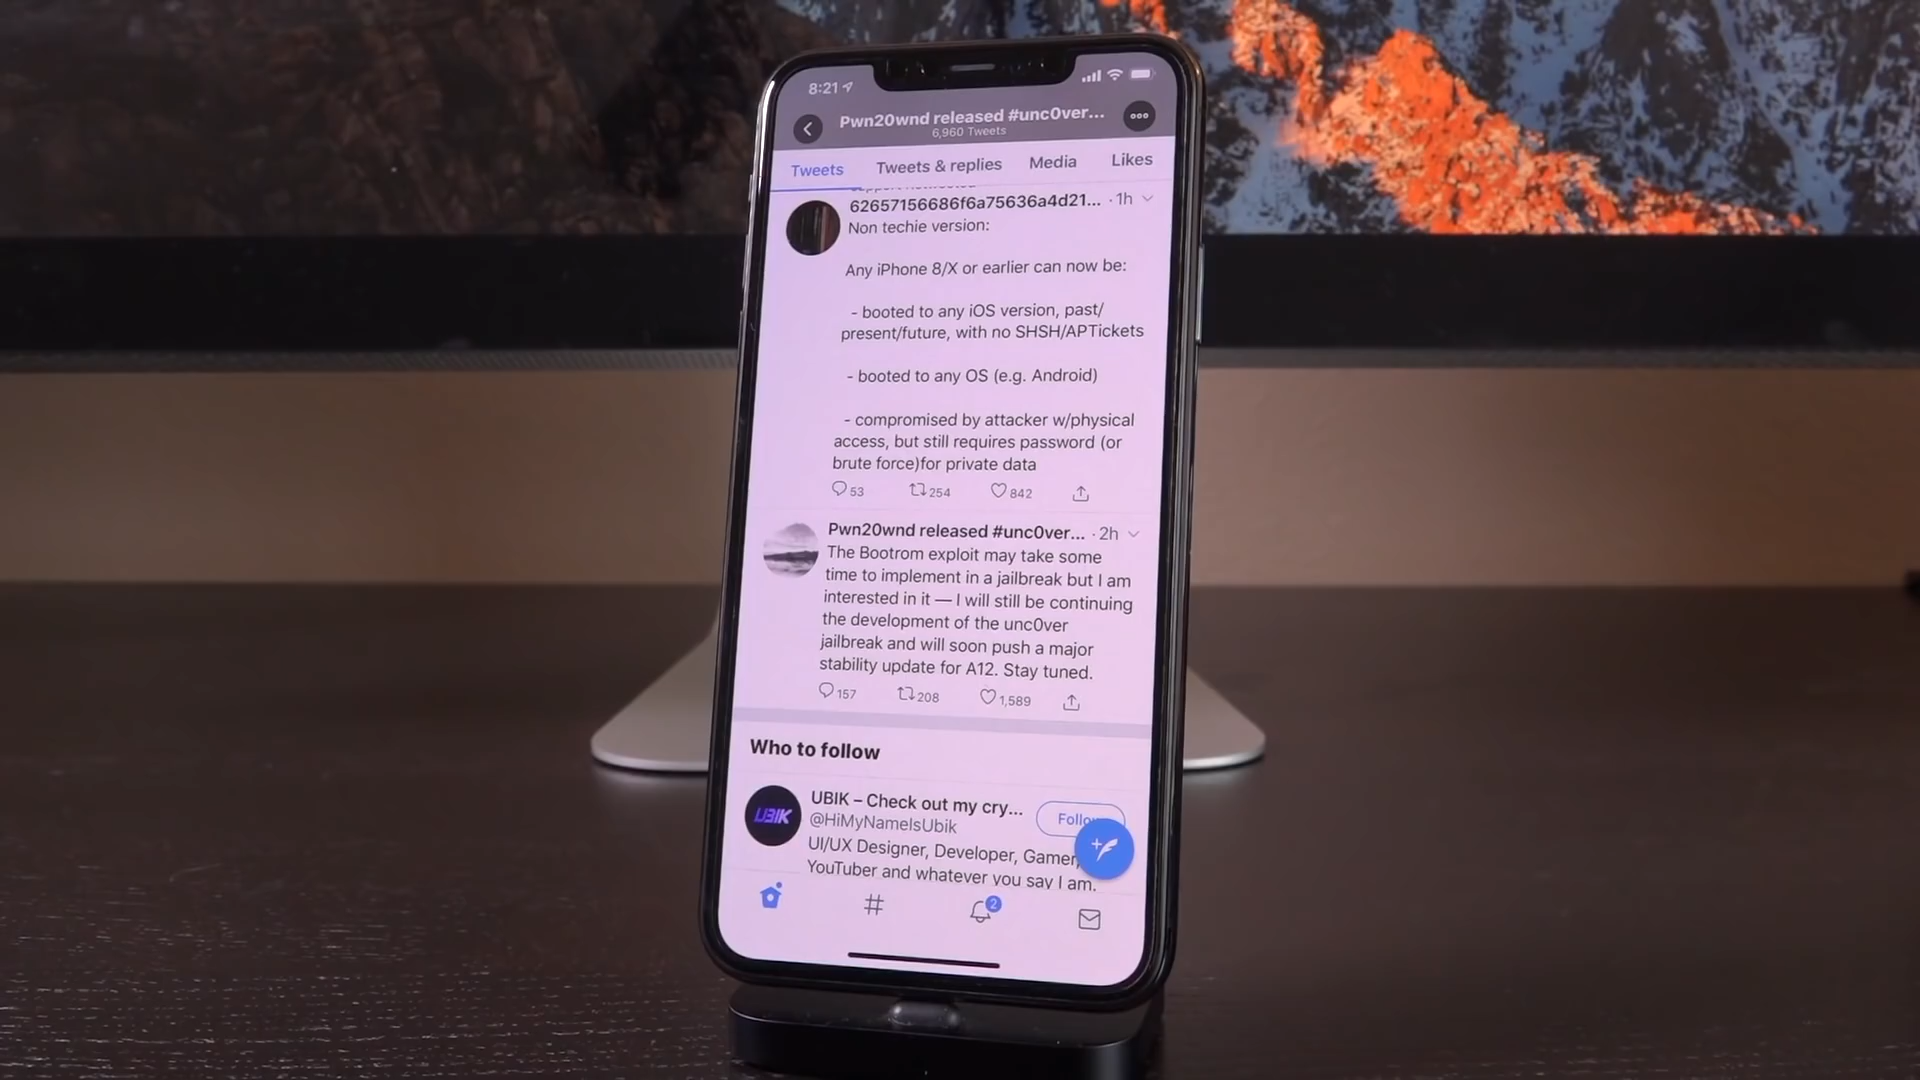 8:21
Pwn20wnd released #unc0ver...
6,960 Tweets
Tweets
Tweets & replies
Media
Likes
62657156686f6a75636a4d21... · 1h
Non techie version:
Any iPhone 8/X or earlier can now be:
- booted to any iOS version, past/
present/future, with no SHSH/APTickets
- booted to any OS (e.g. Android)
- compromised by attacker w/physical
access, but still requires password (or
brute force)for private data
53
254
842
Pwn20wnd released #unc0ver... · 2h
The Bootrom exploit may take some
time to implement in a jailbreak but I am
interested in it — I will still be continuing
the development of the unc0ver
jailbreak and will soon push a major
stability update for A12. Stay tuned.
157
208
1,589
Who to follow
UBIK
UBIK – Check out my cry...
@HiMyNameIsUbik
UI/UX Designer, Developer, Gamer,
YouTuber and whatever you say I am.
2